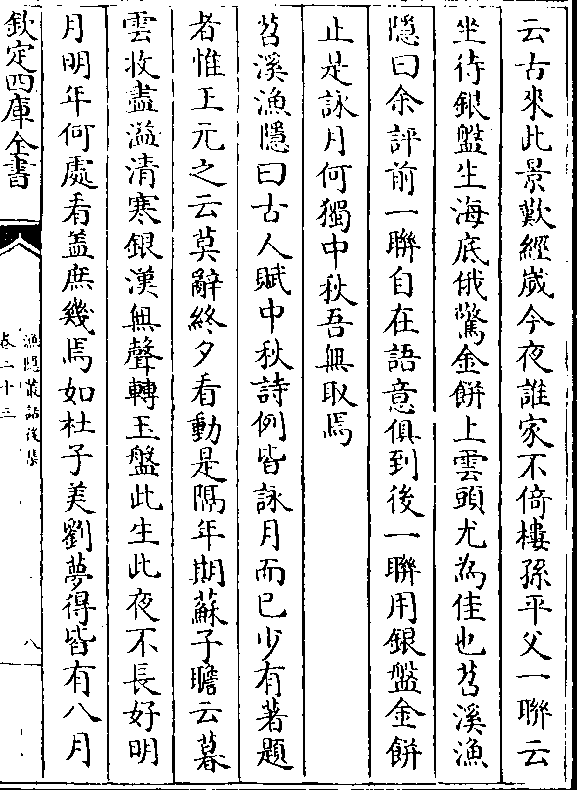 云古來此景歎經歲今夜誰家不倚樓孫平父一聯云
坐待銀盤生海底俄驚金餅上雲頭尤為佳也苕溪漁
隱曰余評前一聯自在語意俱到後一聯用銀盤金餅
止是詠月何獨中秋吾無取焉
苕溪漁隱曰古人賦中秋詩例皆詠月而已少有著題
者惟王元之云莫辭終夕看動是隔年期蘇子瞻云暮
雲收盡溢清寒銀漢無聲轉玉盤此生此夜不長好明
月明年何處看蓋庶幾焉如杜子美劉夢得皆有八月
欽定四庫全書
漁隱叢話後集
卷二十三
八